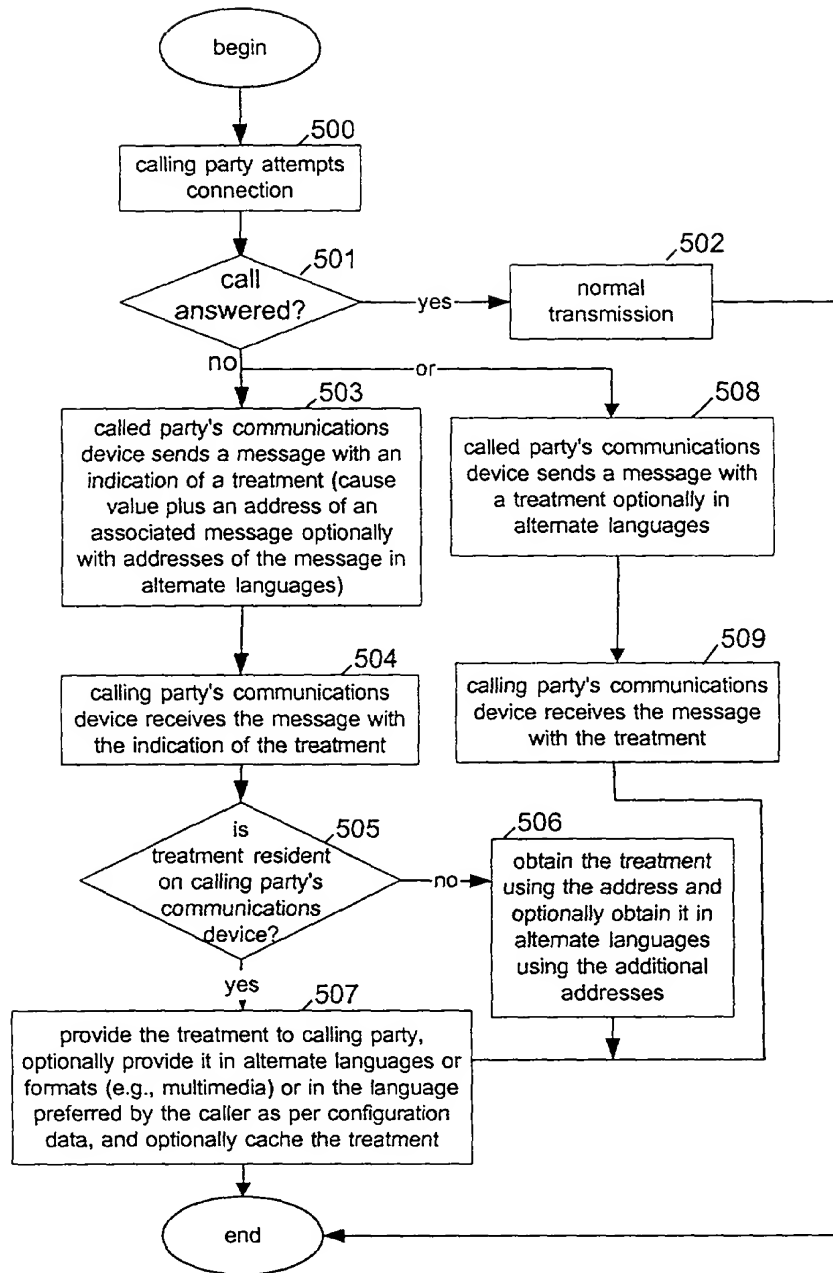 begin
500
calling party attempts
connection
501
call
answered?
yes
502
normal
transmission
no
or
503
called party's communications
device sends a message with an
indication of a treatment (cause
value plus an address of an
associated message optionally
with addresses of the message in
alternate languages)
508
called party's communications
device sends a message with
a treatment optionally in
alternate languages
504
calling party's communications
device receives the message with
the indication of the treatment
509
calling party's communications
device receives the message
with the treatment
505
is
treatment resident
on calling party's
communications
device?
no
506
obtain the treatment
using the address and
optionally obtain it in
alternate languages
using the additional
addresses
yes
507
provide the treatment to calling party,
optionally provide it in alternate languages or
formats (e.g., multimedia) or in the language
preferred by the caller as per configuration
data, and optionally cache the treatment
end